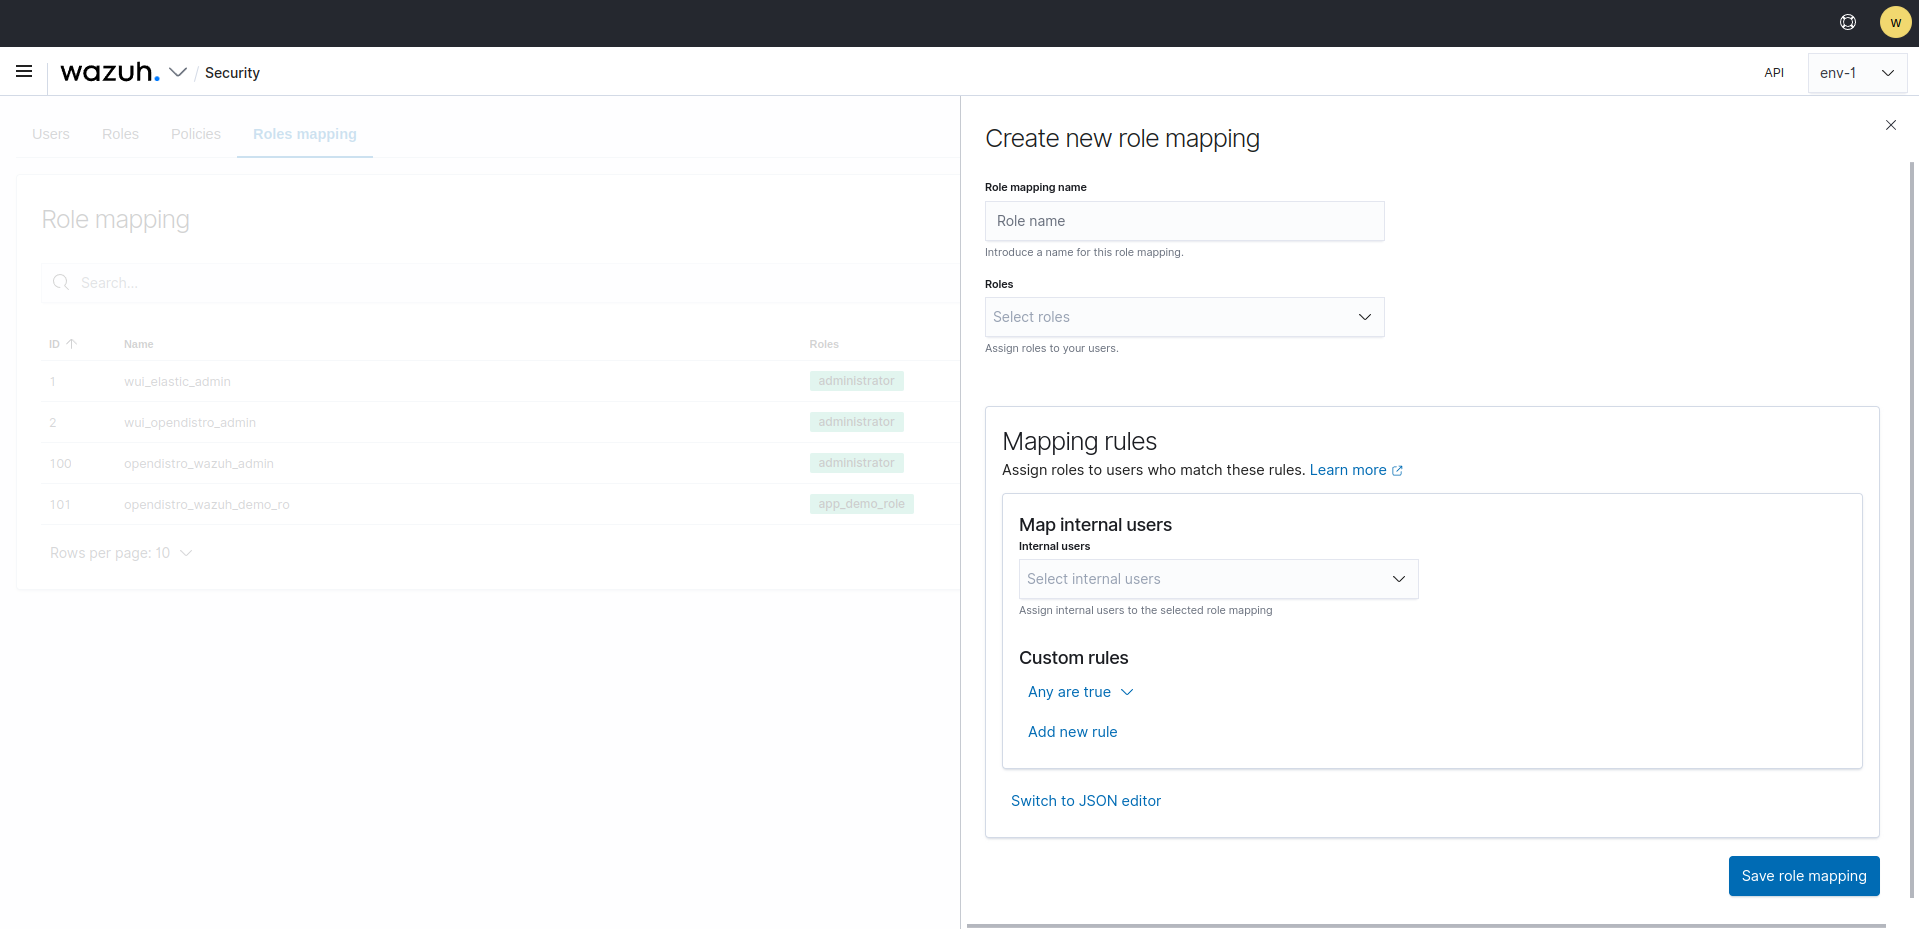 W
wazuh. / Security
API env-1
Users Roles Policies Roles mapping
Role mapping
Search...
ID Name Roles
1 wui_elastic_admin administrator
2 wui_opendistro_admin administrator
100 opendistro_wazuh_admin administrator
101 opendistro_wazuh_demo_ro app_demo_role
Rows per page: 10
Create new role mapping
Role mapping name
Role name
Introduce a name for this role mapping.
Roles
Select roles
Assign roles to your users.
Mapping rules
Assign roles to users who match these rules. Learn more
Map internal users
Internal users
Select internal users
Assign internal users to the selected role mapping
Custom rules
Any are true
Add new rule
Switch to JSON editor
Save role mapping